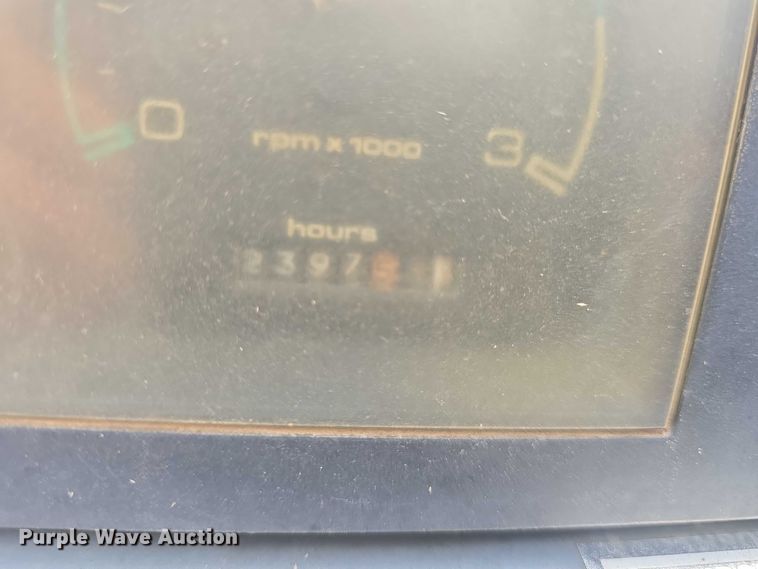 0
rpm x 1000
3
hours
2397
Purple Wave Auction